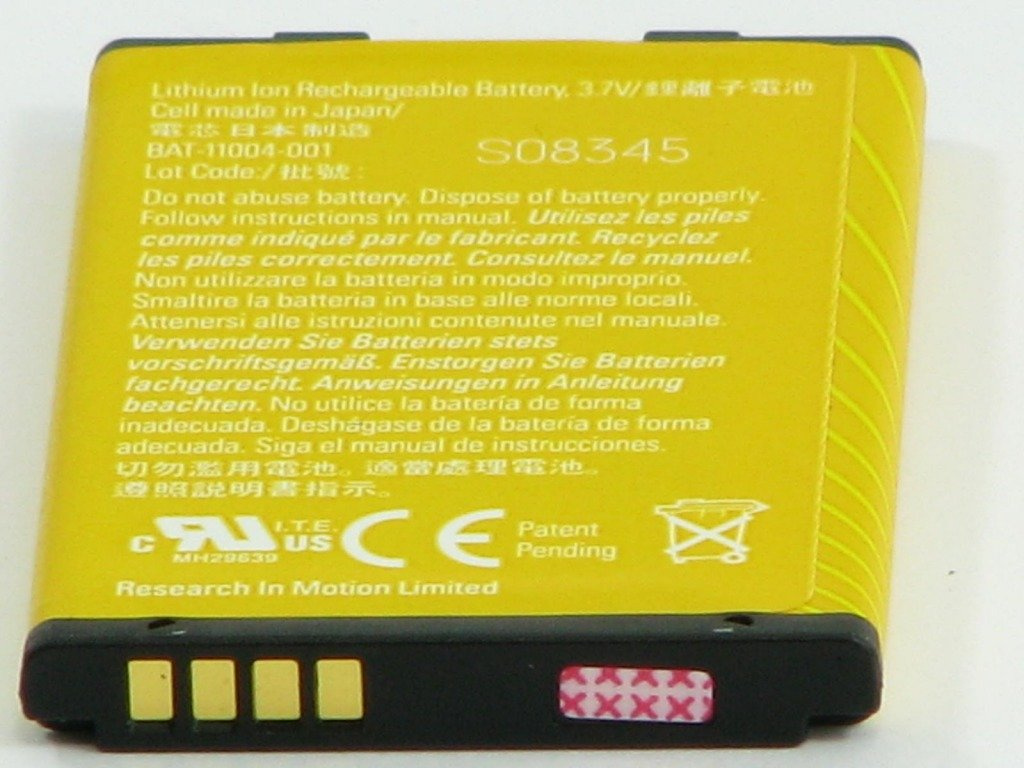 Lithium Ion Rechargeable Battery, 3.7V/鋰離子電池
Cell made in Japan/
電芯日本制造
BAT-11004-001
S08345
Lot Code:/批號:
Do not abuse battery. Dispose of battery properly.
Follow instructions in manual. Utilisez les piles
comme indiqué par le fabricant. Recyclez
les piles correctement. Consultez le manuel.
Non utilizzare la batteria in modo improprio.
Smaltire la batteria in base alle norme locali.
Attenersi alle istruzioni contenute nel manuale.
Verwenden Sie Batterien stets
vorschriftsgemäß. Enstorgen Sie Batterien
fachgerecht. Anweisungen in Anleitung
beachten. No utilice la batería de forma
inadecuada. Deshágase de la batería de forma
adecuada. Siga el manual de instrucciones.
切勿濫用電池。適當處理電池。
遵照說明書指示。
c RU US I.T.E. CE Patent
MH29639 Pending
Research In Motion Limited